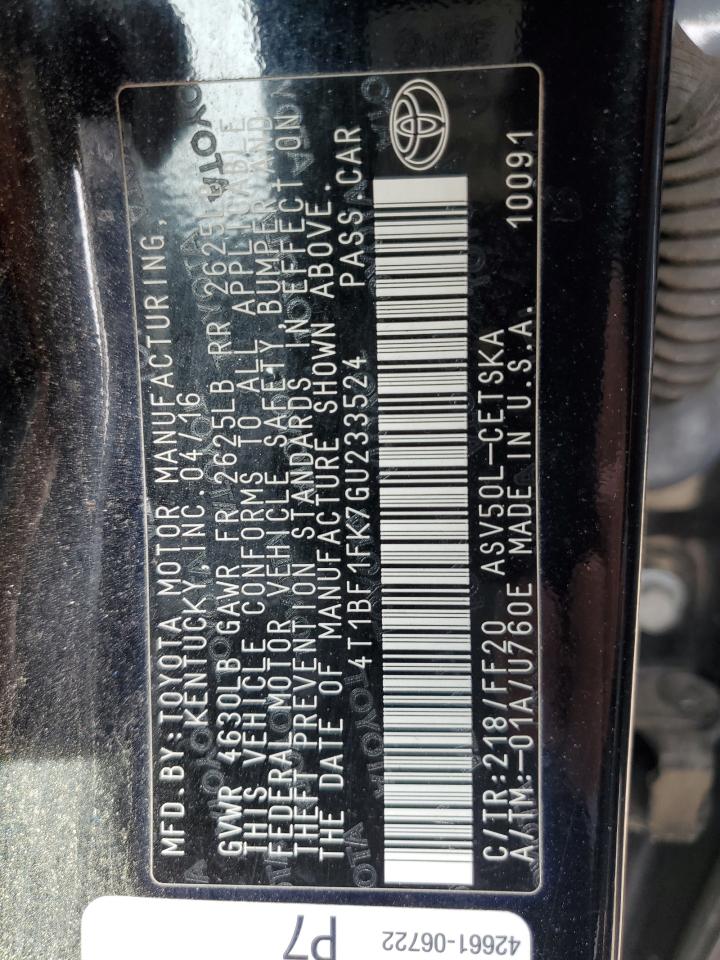 MFD.BY:TOYOTA MOTOR MANUFACTURING,
KENTUCKY,INC.04/16
GVWR 4630LB GAWR FR 2625LB RR 2625LB
THIS VEHICLE CONFORMS TO ALL APPLICABLE
FEDERAL MOTOR VEHICLE SAFETY,BUMPER,AND
THEFT PREVENTION STANDARDS IN EFFECT ON
THE DATE OF MANUFACTURE SHOWN ABOVE.
4T1BF1FK7GU233524 PASS.CAR
C/TR:218/FF20 ASV50L-CETSKA 10091
A/TM:-01A/U760E MADE IN U.S.A.
P7 42661-06722